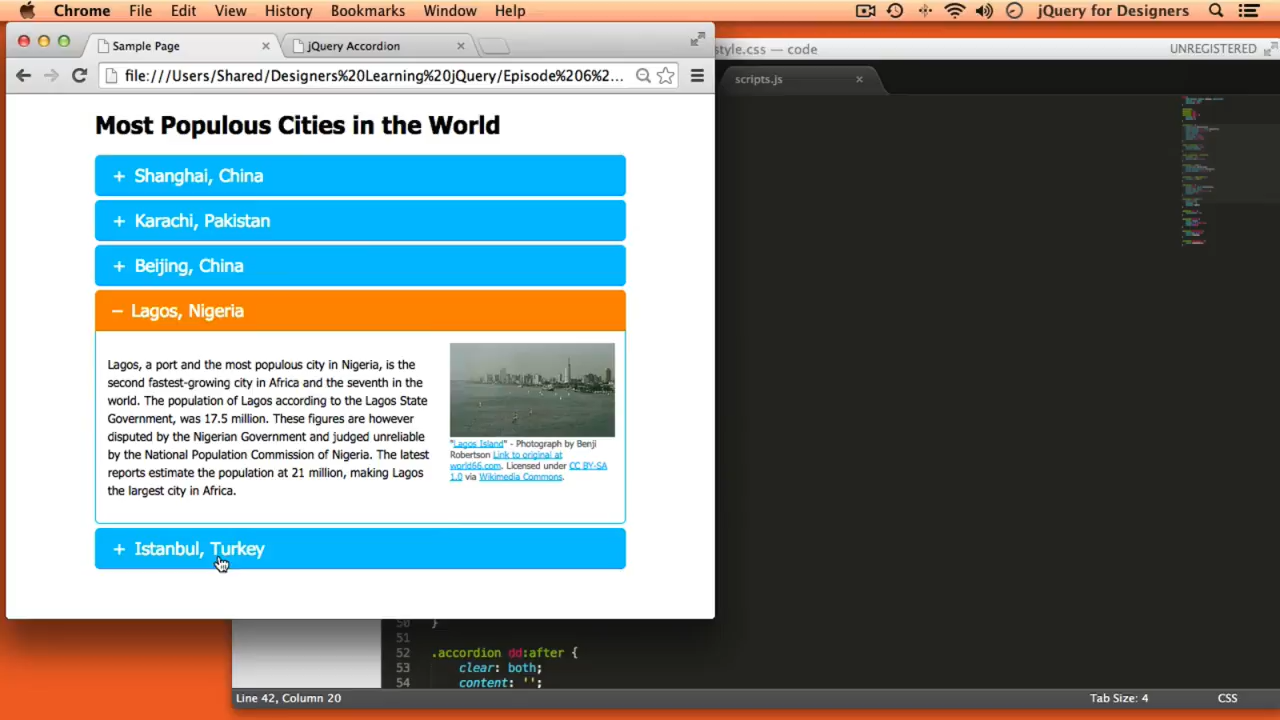 Chrome File Edit View History Bookmarks Window Help jQuery for Designers
style.css — code UNREGISTERED
Sample Page jQuery Accordion
file:///Users/Shared/Designers%20Learning%20jQuery/Episode%206%2...
scripts.js
Most Populous Cities in the World
+ Shanghai, China
+ Karachi, Pakistan
+ Beijing, China
− Lagos, Nigeria
Lagos, a port and the most populous city in Nigeria, is the
second fastest-growing city in Africa and the seventh in the
world. The population of Lagos according to the Lagos State
Government, was 17.5 million. These figures are however
disputed by the Nigerian Government and judged unreliable
by the National Population Commission of Nigeria. The latest
reports estimate the population at 21 million, making Lagos
the largest city in Africa.
"Lagos Island" - Photograph by Benji
Robertson Link to original at
world66.com. Licensed under CC BY-SA
1.0 via Wikimedia Commons.
+ Istanbul, Turkey
50 }
51
52 .accordion dd:after {
53 clear: both;
54 content: '';
Line 42, Column 20 Tab Size: 4 CSS